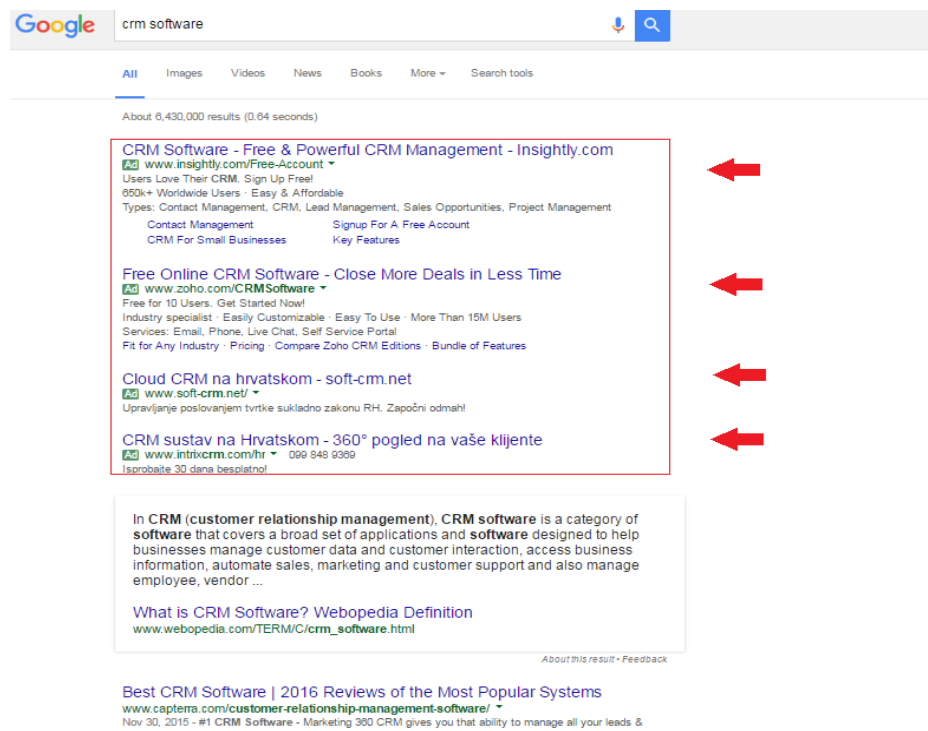 Google
crm software
All Images Videos News Books More Search tools
About 6,430,000 results (0.64 seconds)
CRM Software - Free & Powerful CRM Management - Insightly.com
Ad www.insightly.com/Free-Account
Users Love Their CRM. Sign Up Free!
650k+ Worldwide Users · Easy & Affordable
Types: Contact Management, CRM, Lead Management, Sales Opportunities, Project Management
Contact Management Signup For A Free Account
CRM For Small Businesses Key Features
Free Online CRM Software - Close More Deals in Less Time
Ad www.zoho.com/CRMSoftware
Free for 10 Users. Get Started Now!
Industry specialist · Easily Customizable · Easy To Use · More Than 15M Users
Services: Email, Phone, Live Chat, Self Service Portal
Fit for Any Industry · Pricing · Compare Zoho CRM Editions · Bundle of Features
Cloud CRM na hrvatskom - soft-crm.net
Ad www.soft-crm.net/
Upravljanje poslovanjem tvrtke sukladno zakonu RH. Započni odmah!
CRM sustav na Hrvatskom - 360° pogled na vaše klijente
Ad www.intrixcrm.com/hr 099 848 9369
Isprobajte 30 dana besplatno!
In CRM (customer relationship management), CRM software is a category of
software that covers a broad set of applications and software designed to help
businesses manage customer data and customer interaction, access business
information, automate sales, marketing and customer support and also manage
employee, vendor ...
What is CRM Software? Webopedia Definition
www.webopedia.com/TERM/C/crm_software.html
About this result • Feedback
Best CRM Software | 2016 Reviews of the Most Popular Systems
www.capterra.com/customer-relationship-management-software/
Nov 30, 2015 - #1 CRM Software - Marketing 360 CRM gives you that ability to manage all your leads &